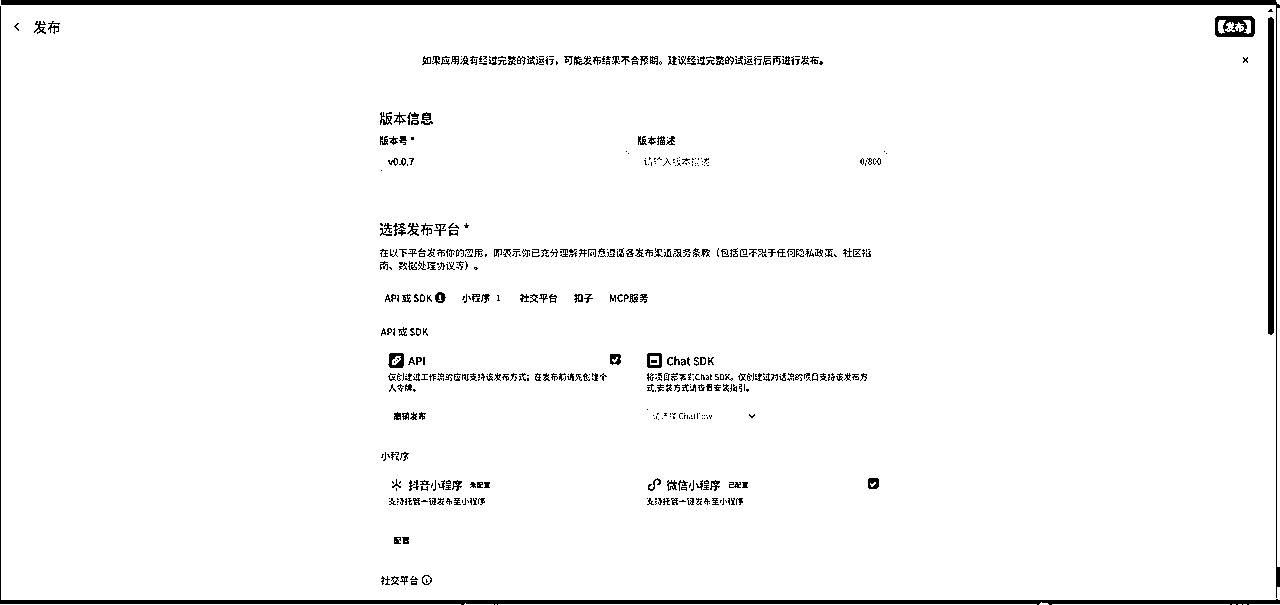 发布
发布
如果应用没有经过完整的试运行，可能发布结果不合预期。建议经过完整的试运行后再进行发布。
版本信息
版本号 *
版本描述
v0.0.7
请输入版本描述
0/800
选择发布平台 *
在以下平台发布你的应用，即表示你已充分理解并同意遵循各发布渠道服务条款（包括但不限于任何隐私政策、社区指
南、数据处理协议等）。
API 或 SDK 1 小程序 1 社交平台 扣子 MCP服务
API 或 SDK
API
Chat SDK
仅创建过工作流的应用支持该发布方式；在发布前请先创建个
人令牌。
将项目部署到Chat SDK。仅创建过对话流的项目支持该发布方
式,安装方式请查看安装指引。
撤销发布
请选择 Chatflow
小程序
抖音小程序 未配置
微信小程序 已配置
支持托管一键发布至小程序
支持托管一键发布至小程序
配置
社交平台